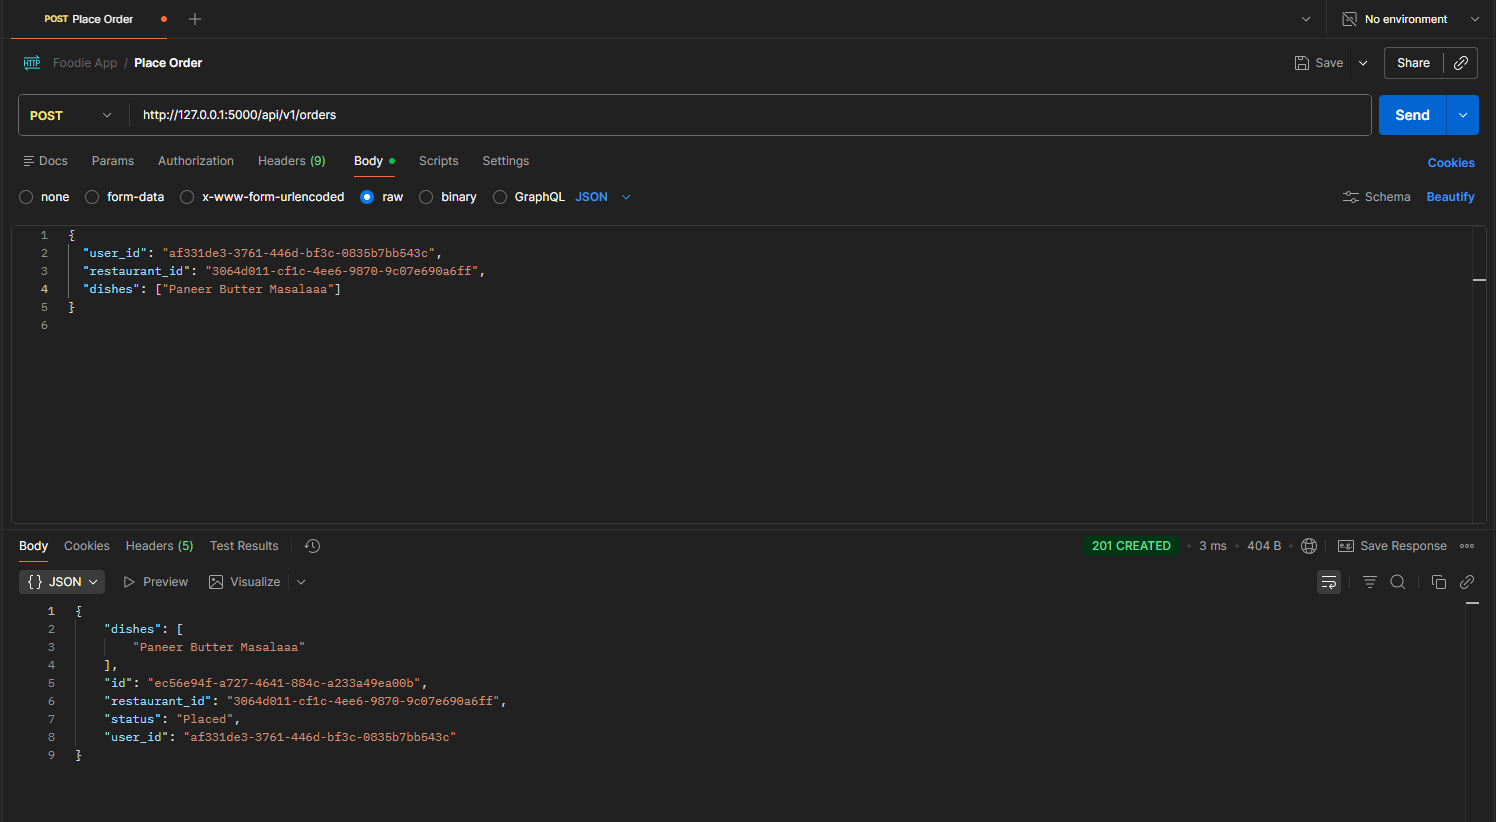 POST Place Order
No environment
HTTP Foodie App / Place Order
Save Share
POST http://127.0.0.1:5000/api/v1/orders Send
Docs Params Authorization Headers (9) Body Scripts Settings Cookies
none form-data x-www-form-urlencoded raw binary GraphQL JSON Schema Beautify
1 {
2 "user_id": "af331de3-3761-446d-bf3c-0835b7bb543c",
3 "restaurant_id": "3064d011-cf1c-4ee6-9870-9c07e690a6ff",
4 "dishes": ["Paneer Butter Masalaaa"]
5 }
6
Body Cookies Headers (5) Test Results 201 CREATED • 3 ms • 404 B • e.g. Save Response
{} JSON Preview Visualize
1 {
2 "dishes": [
3 "Paneer Butter Masalaaa"
4 ],
5 "id": "ec56e94f-a727-4641-884c-a233a49ea00b",
6 "restaurant_id": "3064d011-cf1c-4ee6-9870-9c07e690a6ff",
7 "status": "Placed",
8 "user_id": "af331de3-3761-446d-bf3c-0835b7bb543c"
9 }